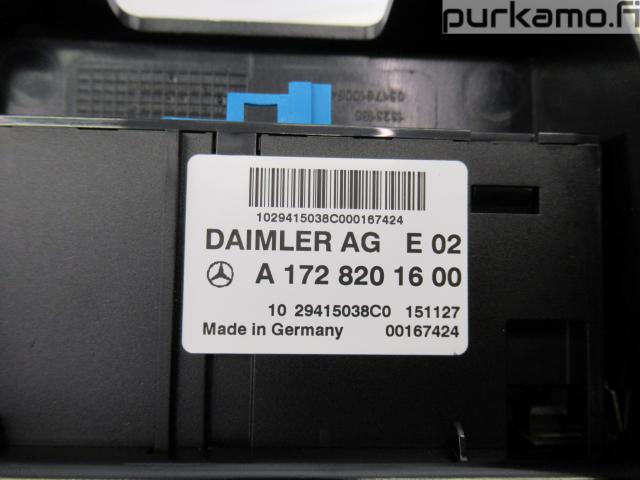 purkamo.fi
1029415038C000167424
DAIMLER AG E 02
A 172 820 16 00
10 29415038C0 151127
Made in Germany 00167424